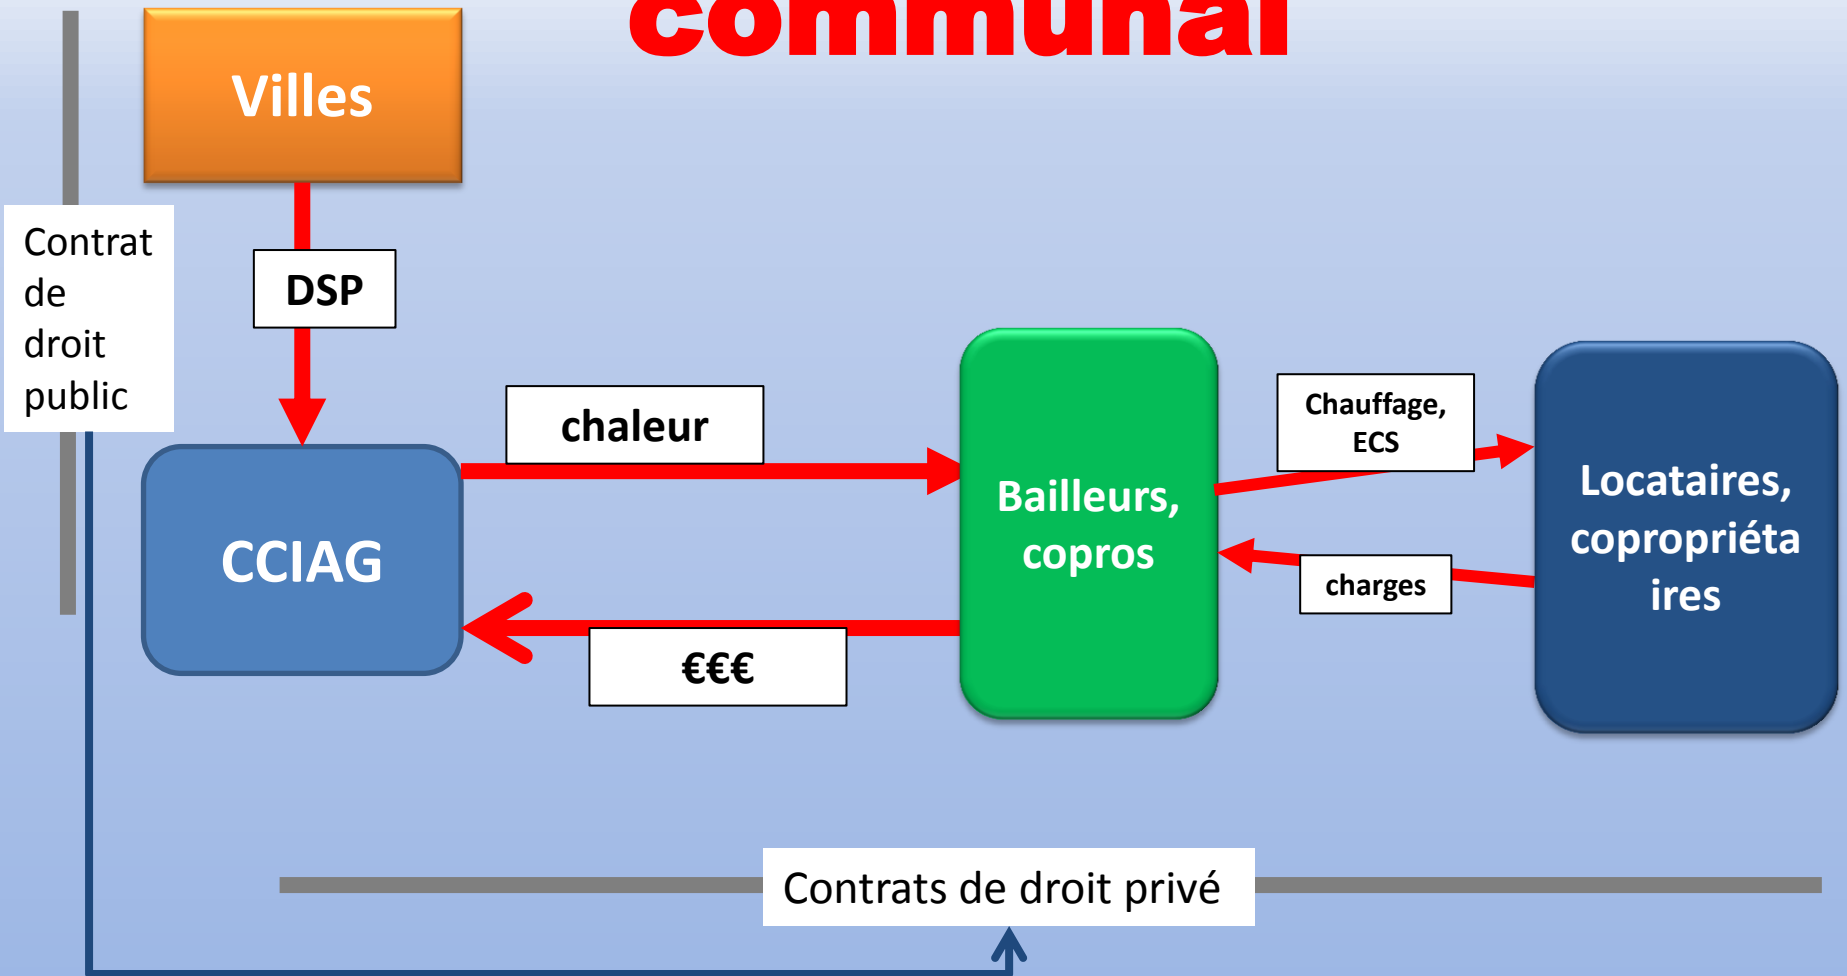 communal
Villes
Contrat
de
droit
public
DSP
chaleur
Chauffage,
ECS
Bailleurs,
copros
Locataires,
copropriéta
ires
CCIAG
charges
€€€
Contrats de droit privé